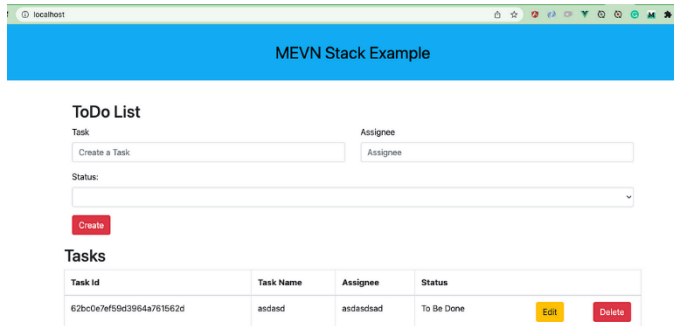 localhost
MEVN Stack Example
ToDo List
Task Assignee
Create a Task Assignee
Status:
Create
Tasks
Task Id Task Name Assignee Status
62bc0e7ef59d3964a761562d asdasd asdasdsad To Be Done Edit Delete